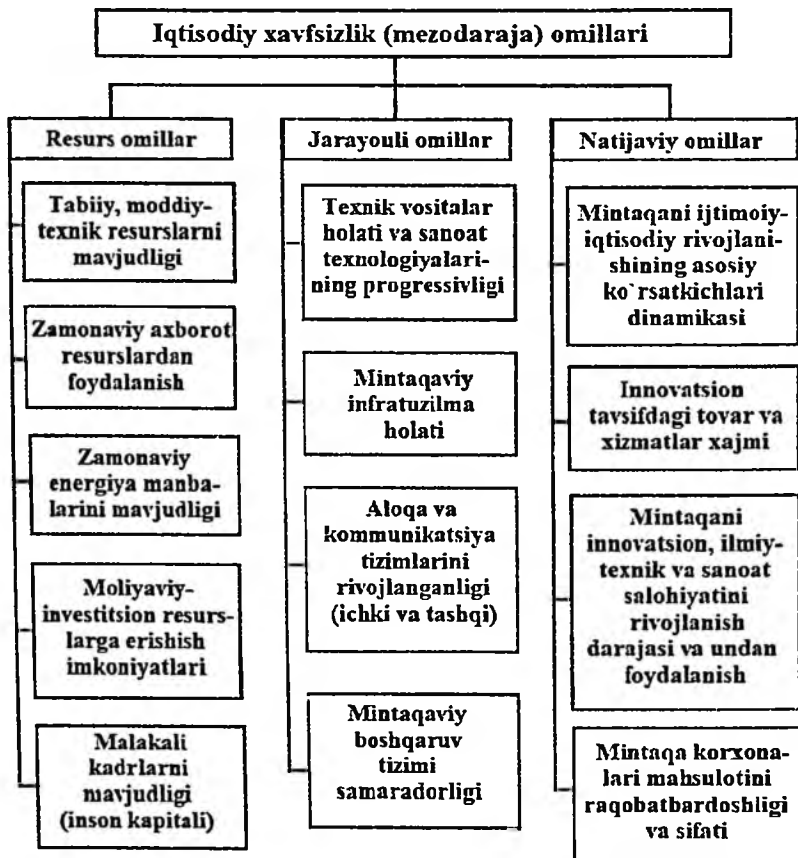 Iqtisodiy xavfsizlik (mezodaraja) omillari
Resurs omillar
Tabiiy, moddiy-
texnik resurslarni
mavjudligi
Zamonaviy axborot
resurslardan
foydalanish
Zamonaviy
energiya manba-
larini mavjudligi
Moliyaviy-
investitsion resurs-
larga erishish
imkoniyatlari
Malakali
kadrlarni
mavjudligi
(inson kapitali)
Jarayouli omillar
Texnik vositalar
holati va sanoat
texnologiyalari-
ning progressivligi
Mintaqaviy
infratuzilma
holati
Aloqa va
kommunikatsiya
tizimlarini
rivojlanganligi
(ichki va tashqi)
Mintaqaviy
boshqaruv
tizimi
samaradorligi
Natijaviy omillar
Mintaqani ijtimoiy-
iqtisodiy rivojlani-
shining asosiy
ko`rsatkichlari
dinamikasi
Innovatsion
tavsifdagi tovar va
xizmatlar xajmi
Mintaqani
innovatsion, ilmiy-
texnik va sanoat
salohiyatini
rivojlanish
darajasi va undan
foydalanish
Mintaqa korxona-
lari mahsulotini
raqobatbardoshligi
va sifati